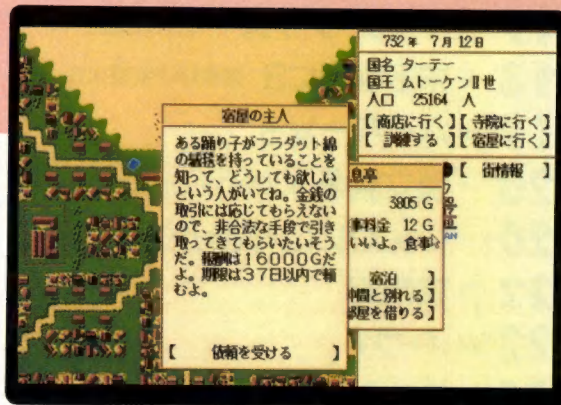 732年 7月12日
国名 ターテー
国王 ムトーケンⅡ世
人口 25164 人
【 商店に行く 】【 寺院に行く 】
【 訓練する 】【 宿屋に行く 】
【 街情報 】
宿屋の主人
ある踊り子がフラダット綿
の絨毯を持っていることを
知って、どうしても欲しい
という人がいてね。金銭の
取引には応じてもらえない
ので、非合法な手段で引き
取ってきてもらいたいそう
だ。報酬は16000Gだ
よ。期限は37日以内で頼
むよ。
【 依頼を受ける 】
息亭
3805 G
事料金 12 G
いいよ。食事
宿泊 】
仲間と別れる 】
部屋を借りる 】